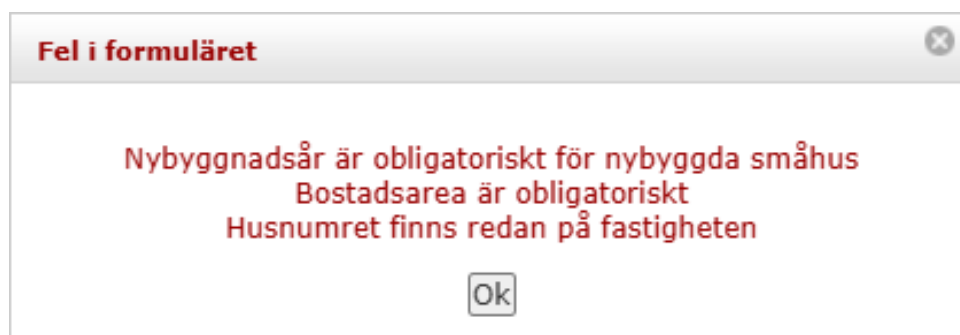 Fel i formuläret
Nybyggnadsår är obligatoriskt för nybyggda småhus
Bostadsarea är obligatoriskt
Husnumret finns redan på fastigheten
Ok